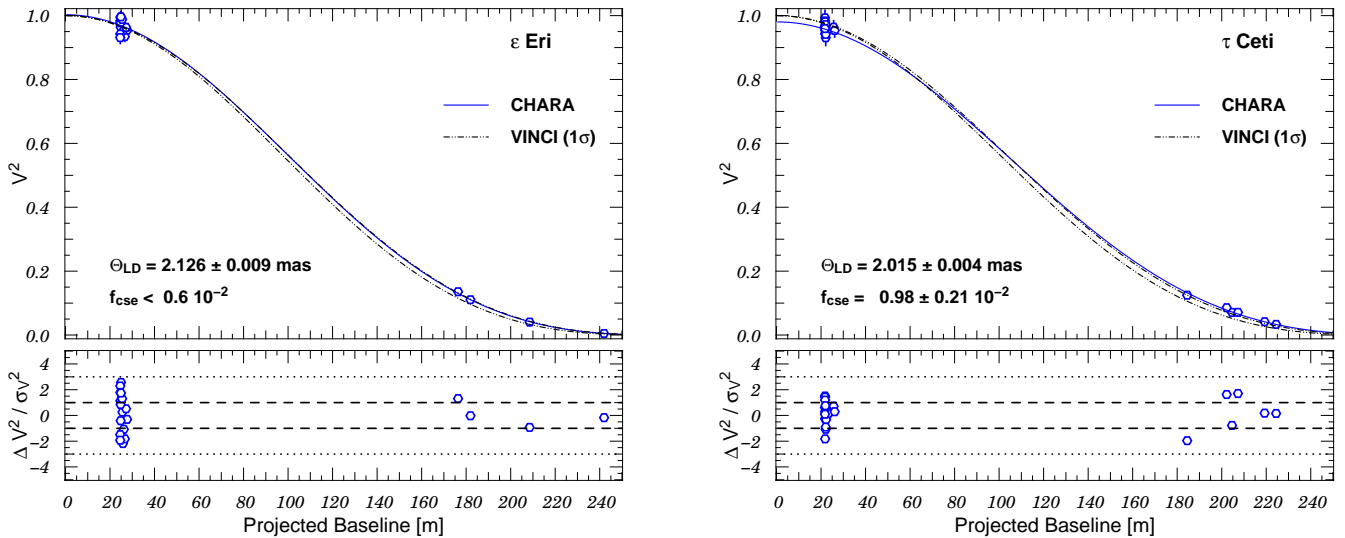 ε Eri
CHARA
VINCI (1σ)
Θ_LD = 2.126 ± 0.009 mas
f_cse < 0.6 10⁻²
V²
1.0
0.8
0.6
0.4
0.2
0.0
Δ V² / σ_V²
4
2
0
−2
−4
0 20 40 60 80 100 120 140 160 180 200 220 240
Projected Baseline [m]
τ Ceti
CHARA
VINCI (1σ)
Θ_LD = 2.015 ± 0.004 mas
f_cse = 0.98 ± 0.21 10⁻²
V²
1.0
0.8
0.6
0.4
0.2
0.0
Δ V² / σ_V²
4
2
0
−2
−4
0 20 40 60 80 100 120 140 160 180 200 220 240
Projected Baseline [m]